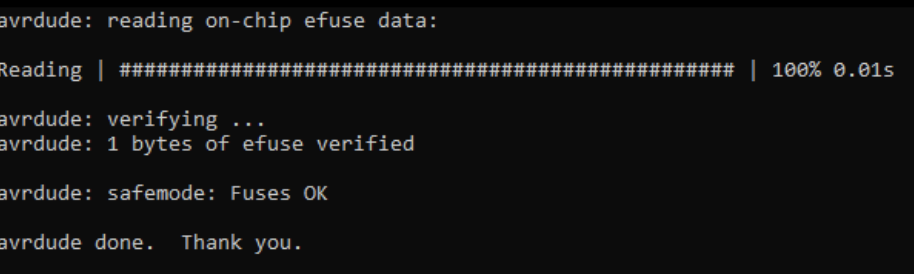 avrdude: reading on-chip efuse data:
Reading | ################################################## | 100% 0.01s
avrdude: verifying ...
avrdude: 1 bytes of efuse verified
avrdude: safemode: Fuses OK
avrdude done.  Thank you.